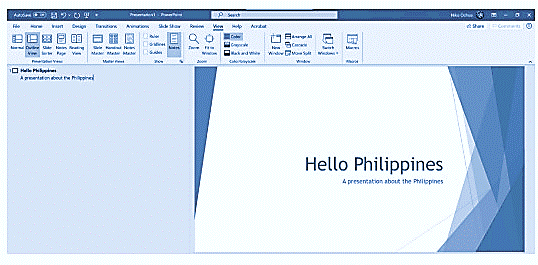 AutoSave Off Presentation1 - PowerPoint Search Niko Ochoa
File Home Insert Draw Design Transitions Animations Slide Show Review View Help Acrobat Share Comments
Normal Outline View Slide Sorter Notes Page Reading View
Presentation Views
Slide Master Handout Master Notes Master
Master Views
Ruler
Gridlines
Guides
Notes
Show
Zoom Fit to Window
Zoom
Color
Grayscale
Black and White
Color/Grayscale
New Window
Arrange All
Cascade
Move Split
Switch Windows
Window
Macros
Macros
1 Hello Philippines
A presentation about the Philippines
Hello Philippines
A presentation about the Philippines